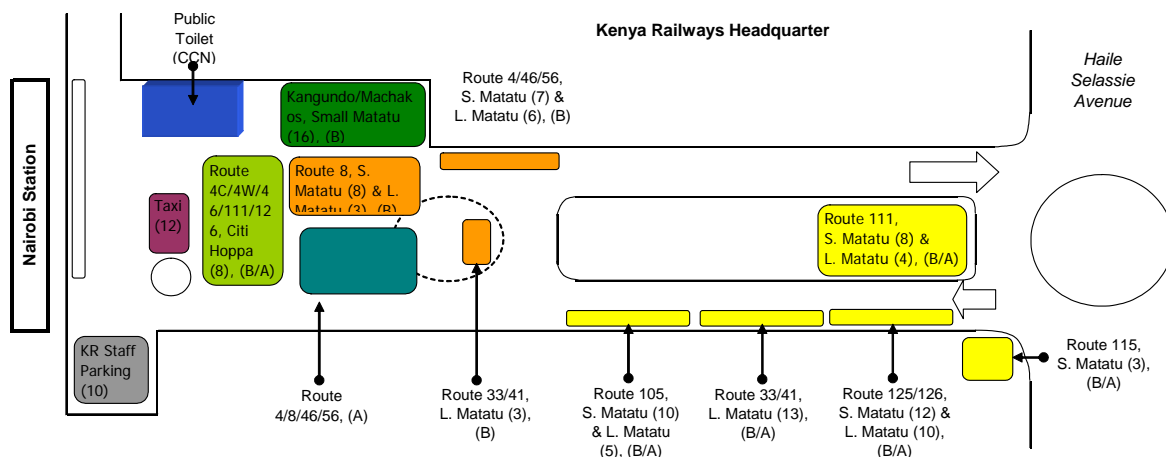 Public
Toilet
(CCN)
Kenya Railways Headquarter
Haile
Selassie
Avenue
Nairobi Station
Kangundo/Machak
os, Small Matatu
(16), (B)
Route 4/46/56,
S. Matatu (7) &
L. Matatu (6), (B)
Taxi
(12)
Route
4C/4W/4
6/111/12
6, Citi
Hoppa
(8), (B/A)
Route 8, S.
Matatu (8) & L.
Matatu (3), (B)
Route 111,
S. Matatu (8) &
L. Matatu (4), (B/A)
KR Staff
Parking
(10)
Route
4/8/46/56, (A)
Route 33/41,
L. Matatu (3),
(B)
Route 105,
S. Matatu (10)
& L. Matatu
(5), (B/A)
Route 33/41,
L. Matatu (13),
(B/A)
Route 125/126,
S. Matatu (12) &
L. Matatu (10),
(B/A)
Route 115,
S. Matatu (3),
(B/A)